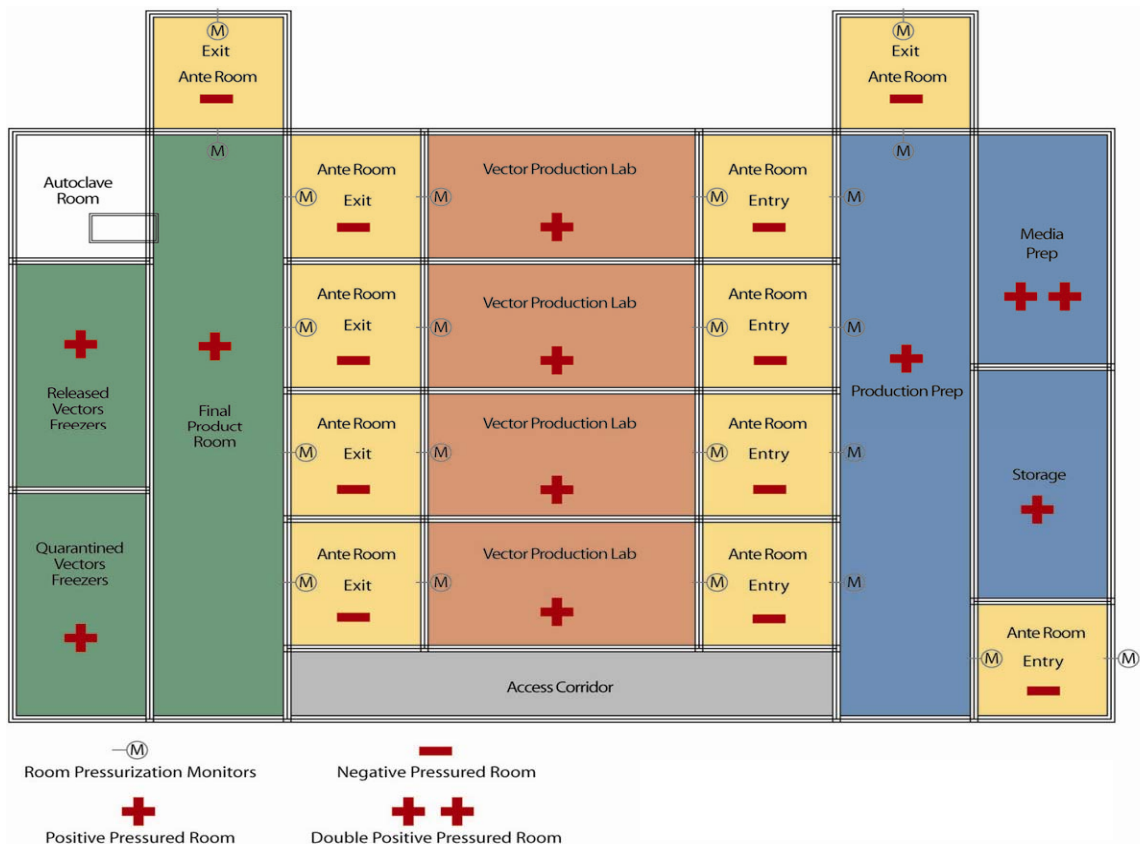 M
Exit
Ante Room
M
Exit
Ante Room
M
M
Autoclave
Room
Ante Room
Exit
M
M
Vector Production Lab
Ante Room
Entry
M
M
Media
Prep
Ante Room
Exit
M
M
Vector Production Lab
Ante Room
Entry
M
M
Released
Vectors
Freezers
Final
Product
Room
Production Prep
Ante Room
Exit
M
M
Vector Production Lab
Ante Room
Entry
M
M
Storage
Quarantined
Vectors
Freezers
Ante Room
Exit
M
M
Vector Production Lab
Ante Room
Entry
M
M
Ante Room
Entry
M
M
Access Corridor
M
Room Pressurization Monitors
Negative Pressured Room
Positive Pressured Room
Double Positive Pressured Room